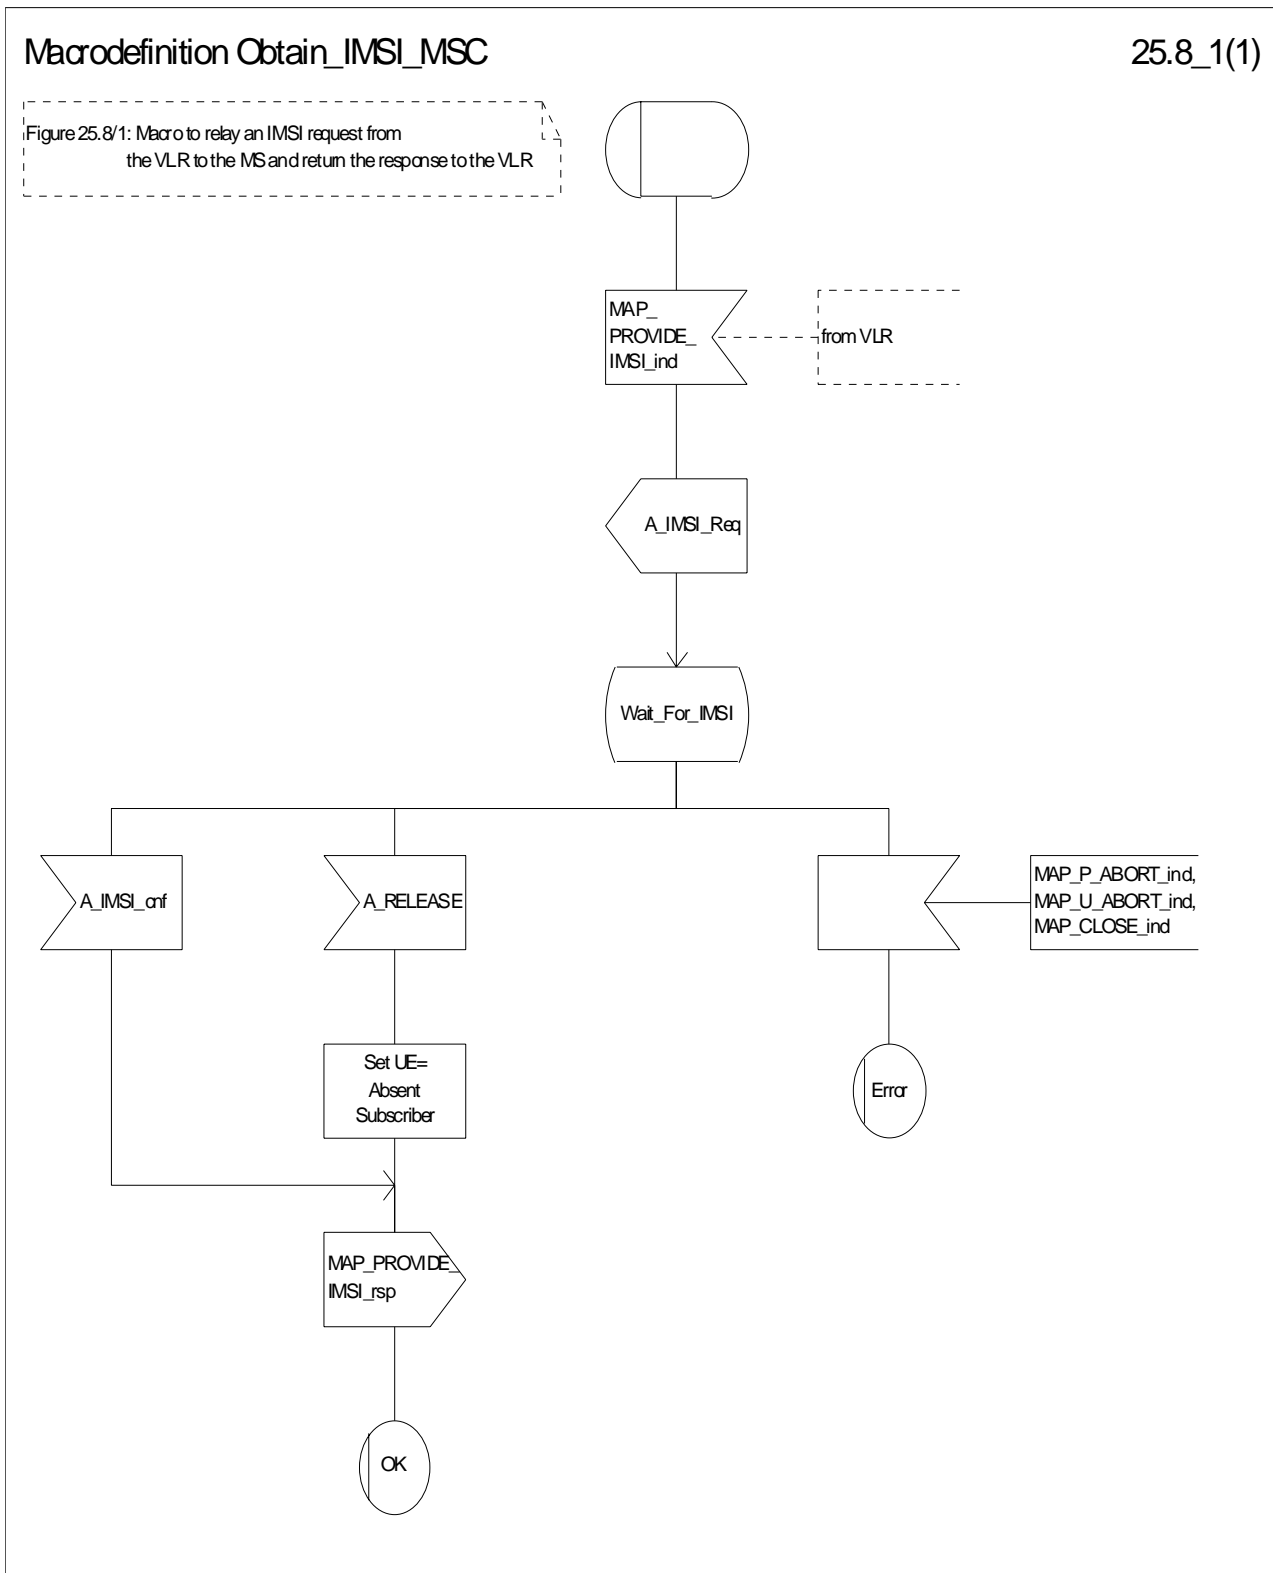 Macrodefinition Obtain_IMSI_MSC
25.8_1(1)
Figure 25.8/1: Macro to relay an IMSI request from
the VLR to the MS and return the response to the VLR
MAP_
PROVIDE_
IMSI_ind
from VLR
A_IMSI_Req
Wait_For_IMSI
A_IMSI_cnf
A_RELEASE
MAP_P_ABORT_ind,
MAP_U_ABORT_ind,
MAP_CLOSE_ind
Set UE=
Absent
Subscriber
Error
MAP_PROVIDE_
IMSI_rsp
OK